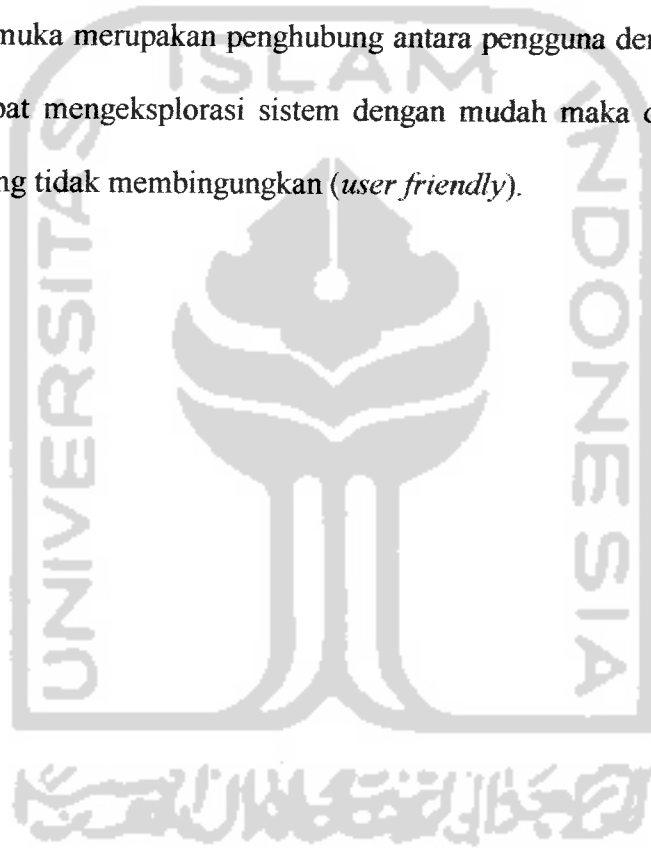 muka merupakan penghubung antara pengguna
pat mengeksplorasi sistem dengan mudah maka
ng tidak membingungkan (user friendly).
UNIVERSITAS
ISLAM
INDONESIA